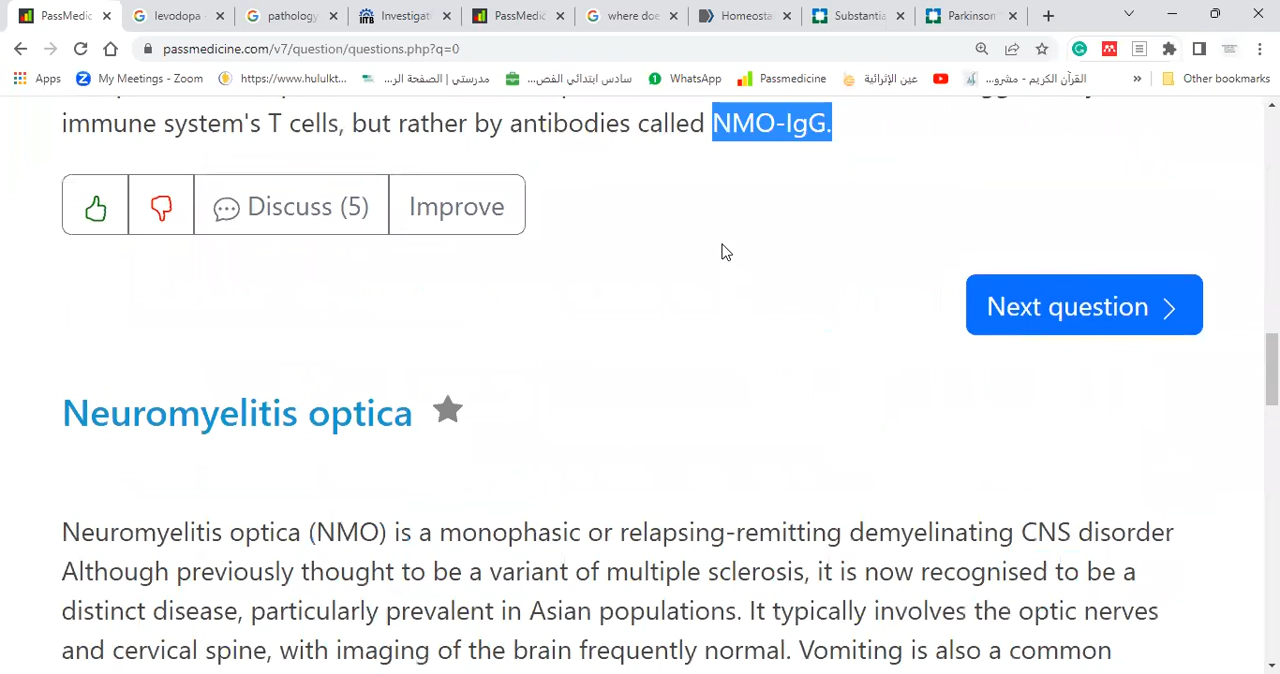 PassMedic
levodopa
pathology
Investigati
PassMedic
where doe
Homeosta
Substantia
Parkinson
passmedicine.com/v7/question/questions.php?q=0
Apps
My Meetings - Zoom
https://www.hululkt...
مدرستي | الصفحة الر...
سادس ابتدائي الفص...
WhatsApp
Passmedicine
عين الإثرائية
القرآن الكريم - مشرو...
»
Other bookmarks
immune system's T cells, but rather by antibodies called NMO-IgG.
Discuss (5)
Improve
Next question
Neuromyelitis optica
Neuromyelitis optica (NMO) is a monophasic or relapsing-remitting demyelinating CNS disorder
Although previously thought to be a variant of multiple sclerosis, it is now recognised to be a
distinct disease, particularly prevalent in Asian populations. It typically involves the optic nerves
and cervical spine, with imaging of the brain frequently normal. Vomiting is also a common